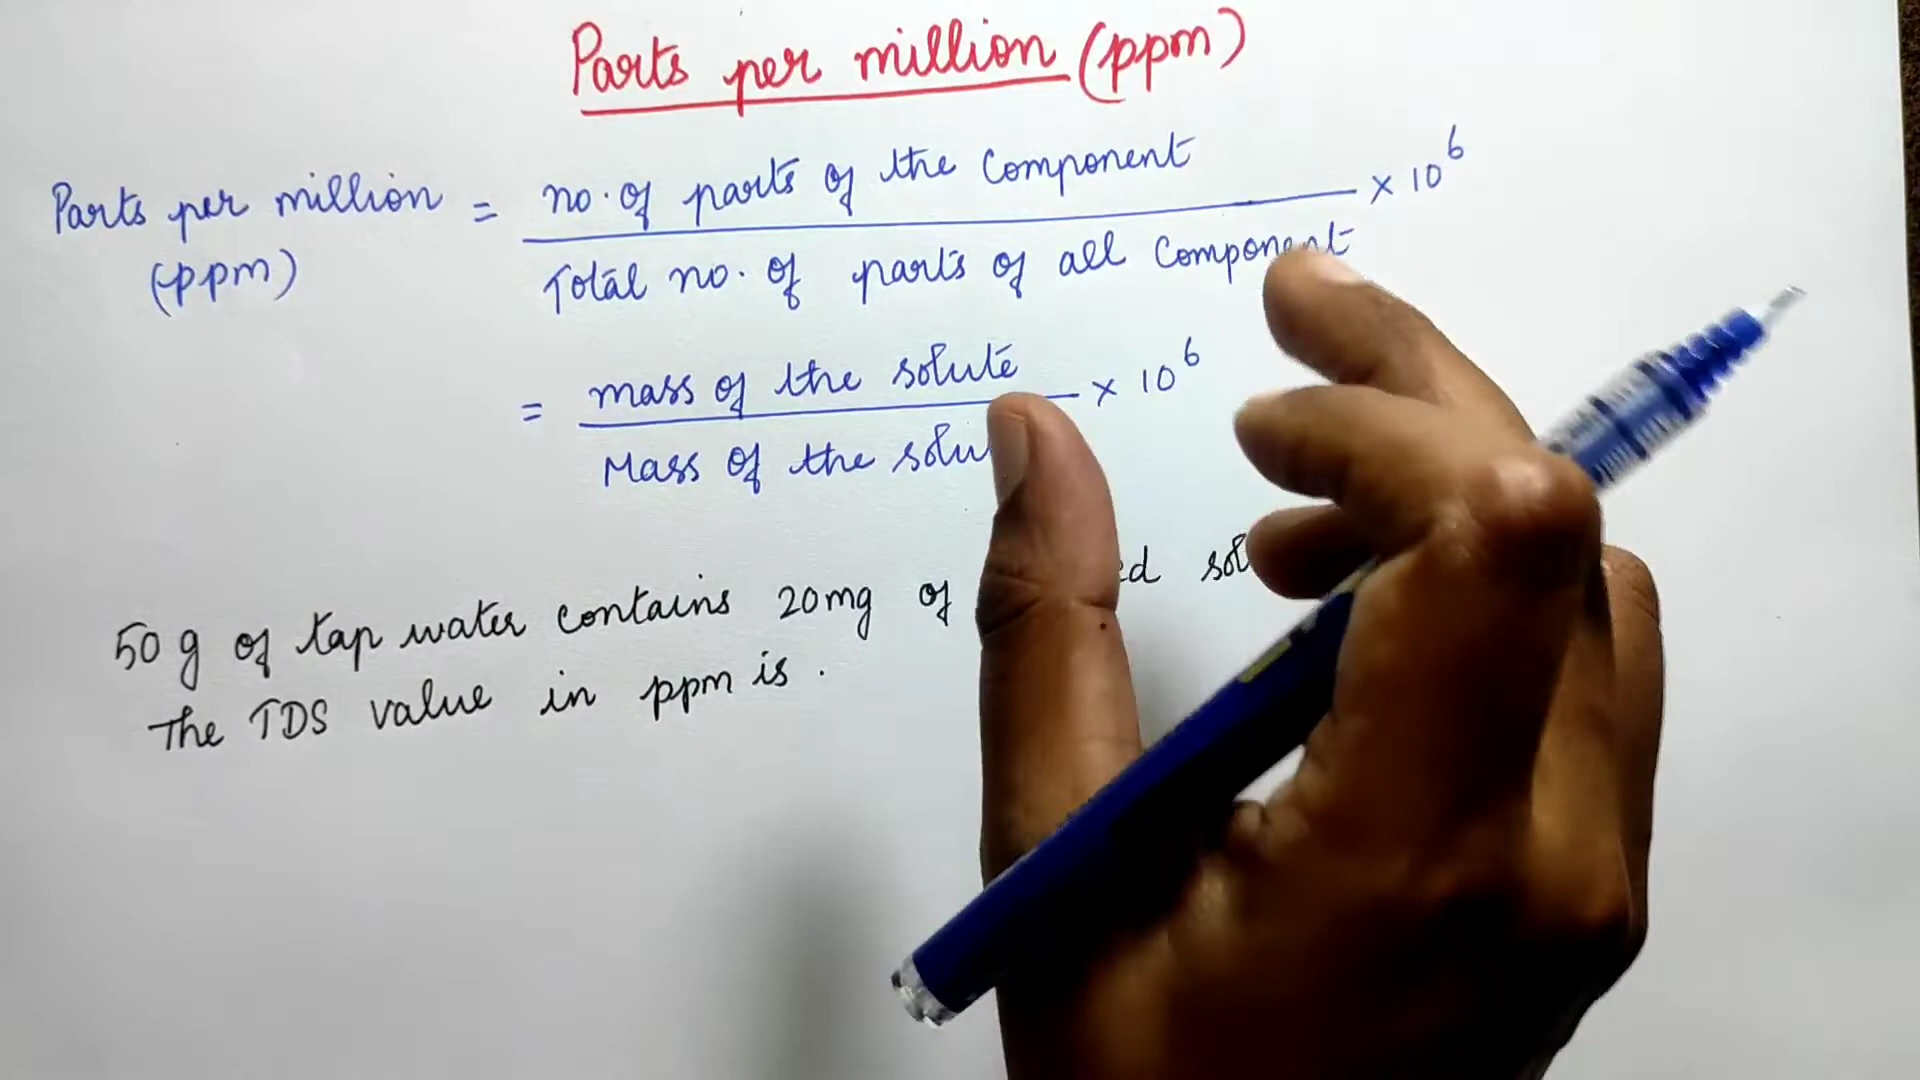 Parts per million (ppm)
Parts per million = no. of parts of the component / Total no. of parts of all component × 10^6
(ppm)
= mass of the solute / Mass of the × 10^6
50 g of tap water contains 20mg of
The TDS value in ppm is.